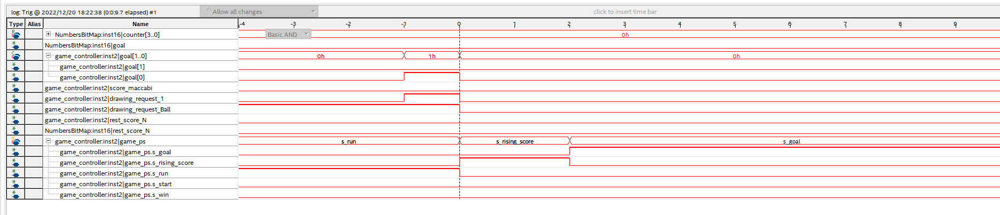 log: Trig @ 2022/12/20 18:22:38 (0:0:9.7 elapsed) #1 Allow all changes click to insert time bar
Type Alias Name -4 -3 -2 -1 0 1 2 3 4 5 6 7 8 9
R NumbersBitMap:inst16|counter[3..0] Basic AND 0h
* NumbersBitMap:inst16|goal
C game_controller:inst2|goal[1..0] 0h 1h 0h
* game_controller:inst2|goal[1]
* game_controller:inst2|goal[0]
* game_controller:inst2|score_maccabi
* game_controller:inst2|drawing_request_1
* game_controller:inst2|drawing_request_Ball
* game_controller:inst2|rest_score_N
* NumbersBitMap:inst16|rest_score_N
S game_controller:inst2|game_ps s_run s_rising_score s_goal
* game_controller:inst2|game_ps.s_goal
* game_controller:inst2|game_ps.s_rising_score
* game_controller:inst2|game_ps.s_run
* game_controller:inst2|game_ps.s_start
* game_controller:inst2|game_ps.s_win